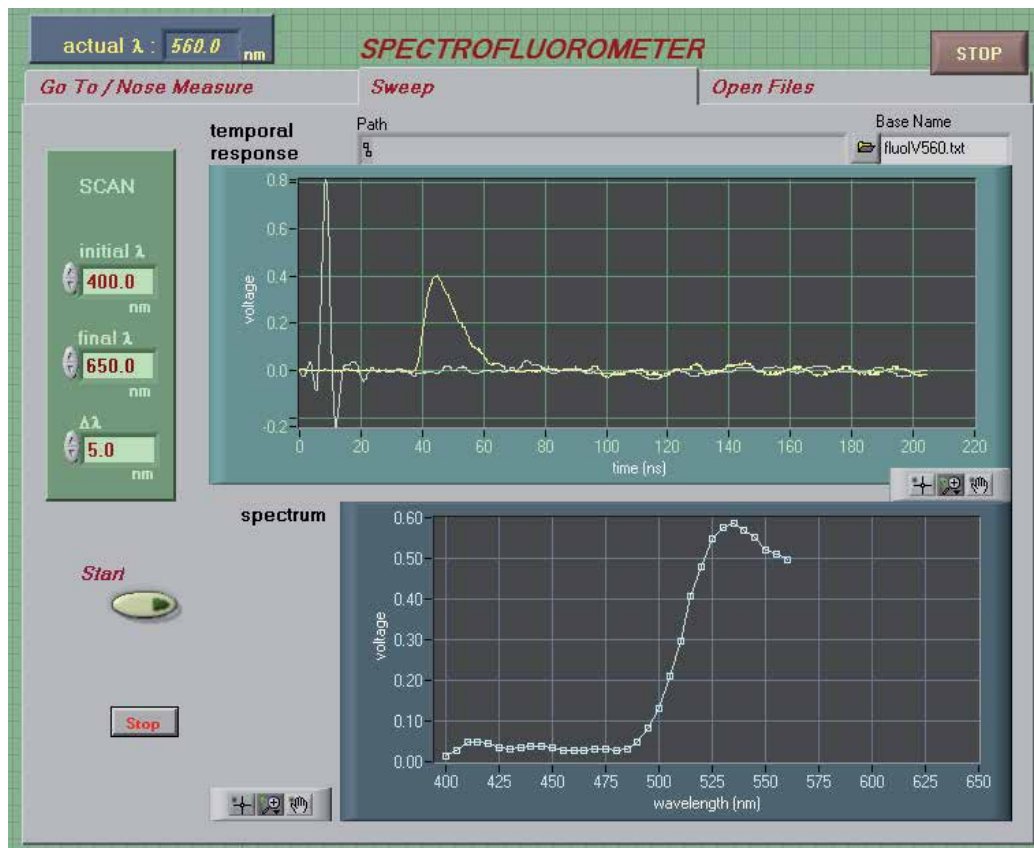 actual λ : 560.0 nm
SPECTROFLUOROMETER
STOP
Go To / Nose Measure
Sweep
Open Files
temporal
response
Path
Base Name
fluoIV560.txt
SCAN
initial λ
400.0
nm
final λ
650.0
nm
Δλ
5.0
nm
voltage
0.8
0.6
0.4
0.2
0.0
-0.2
0 20 40 60 80 100 120 140 160 180 200 220
time (ns)
spectrum
Start
Stop
voltage
0.60
0.50
0.40
0.30
0.20
0.10
0.00
400 425 450 475 500 525 550 575 600 625 650
wavelength (nm)